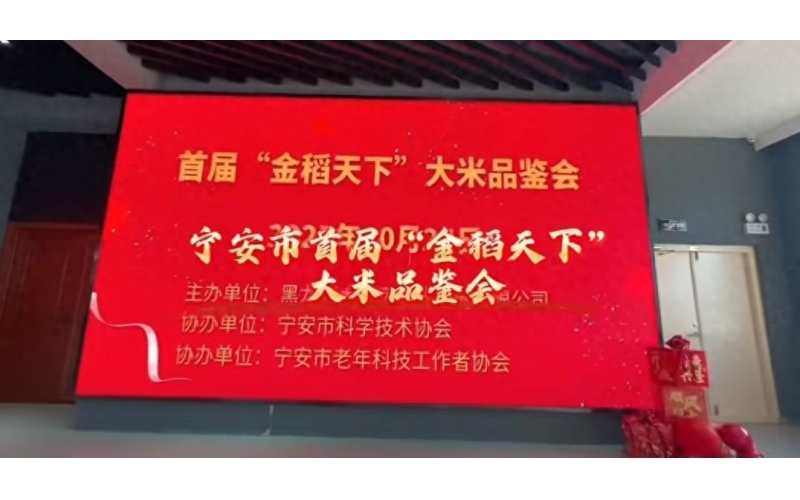 首届“金稻天下”大米品鉴会
宁安市首届“金稻天下”
大米品鉴会
主办单位：黑
公司
协办单位：宁安市科学技术协会
协办单位：宁安市老年科技工作者协会